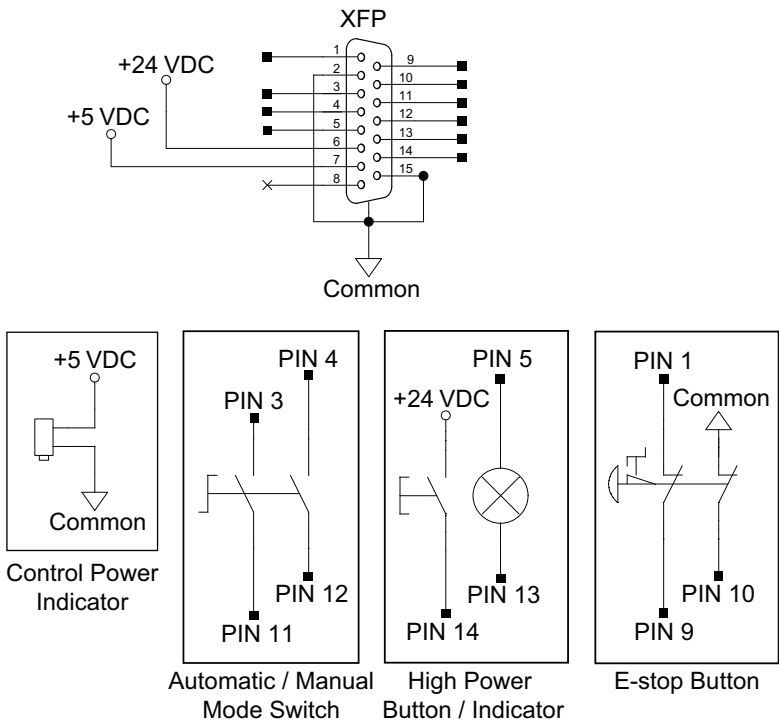 XFP
+24 VDC
+5 VDC
1
2
3
4
5
6
7
8
9
10
11
12
13
14
15
Common
+5 VDC
Common
Control Power
Indicator
PIN 4
PIN 3
PIN 12
PIN 11
Automatic / Manual
Mode Switch
PIN 5
+24 VDC
PIN 13
PIN 14
High Power
Button / Indicator
PIN 1
Common
PIN 10
PIN 9
E-stop Button